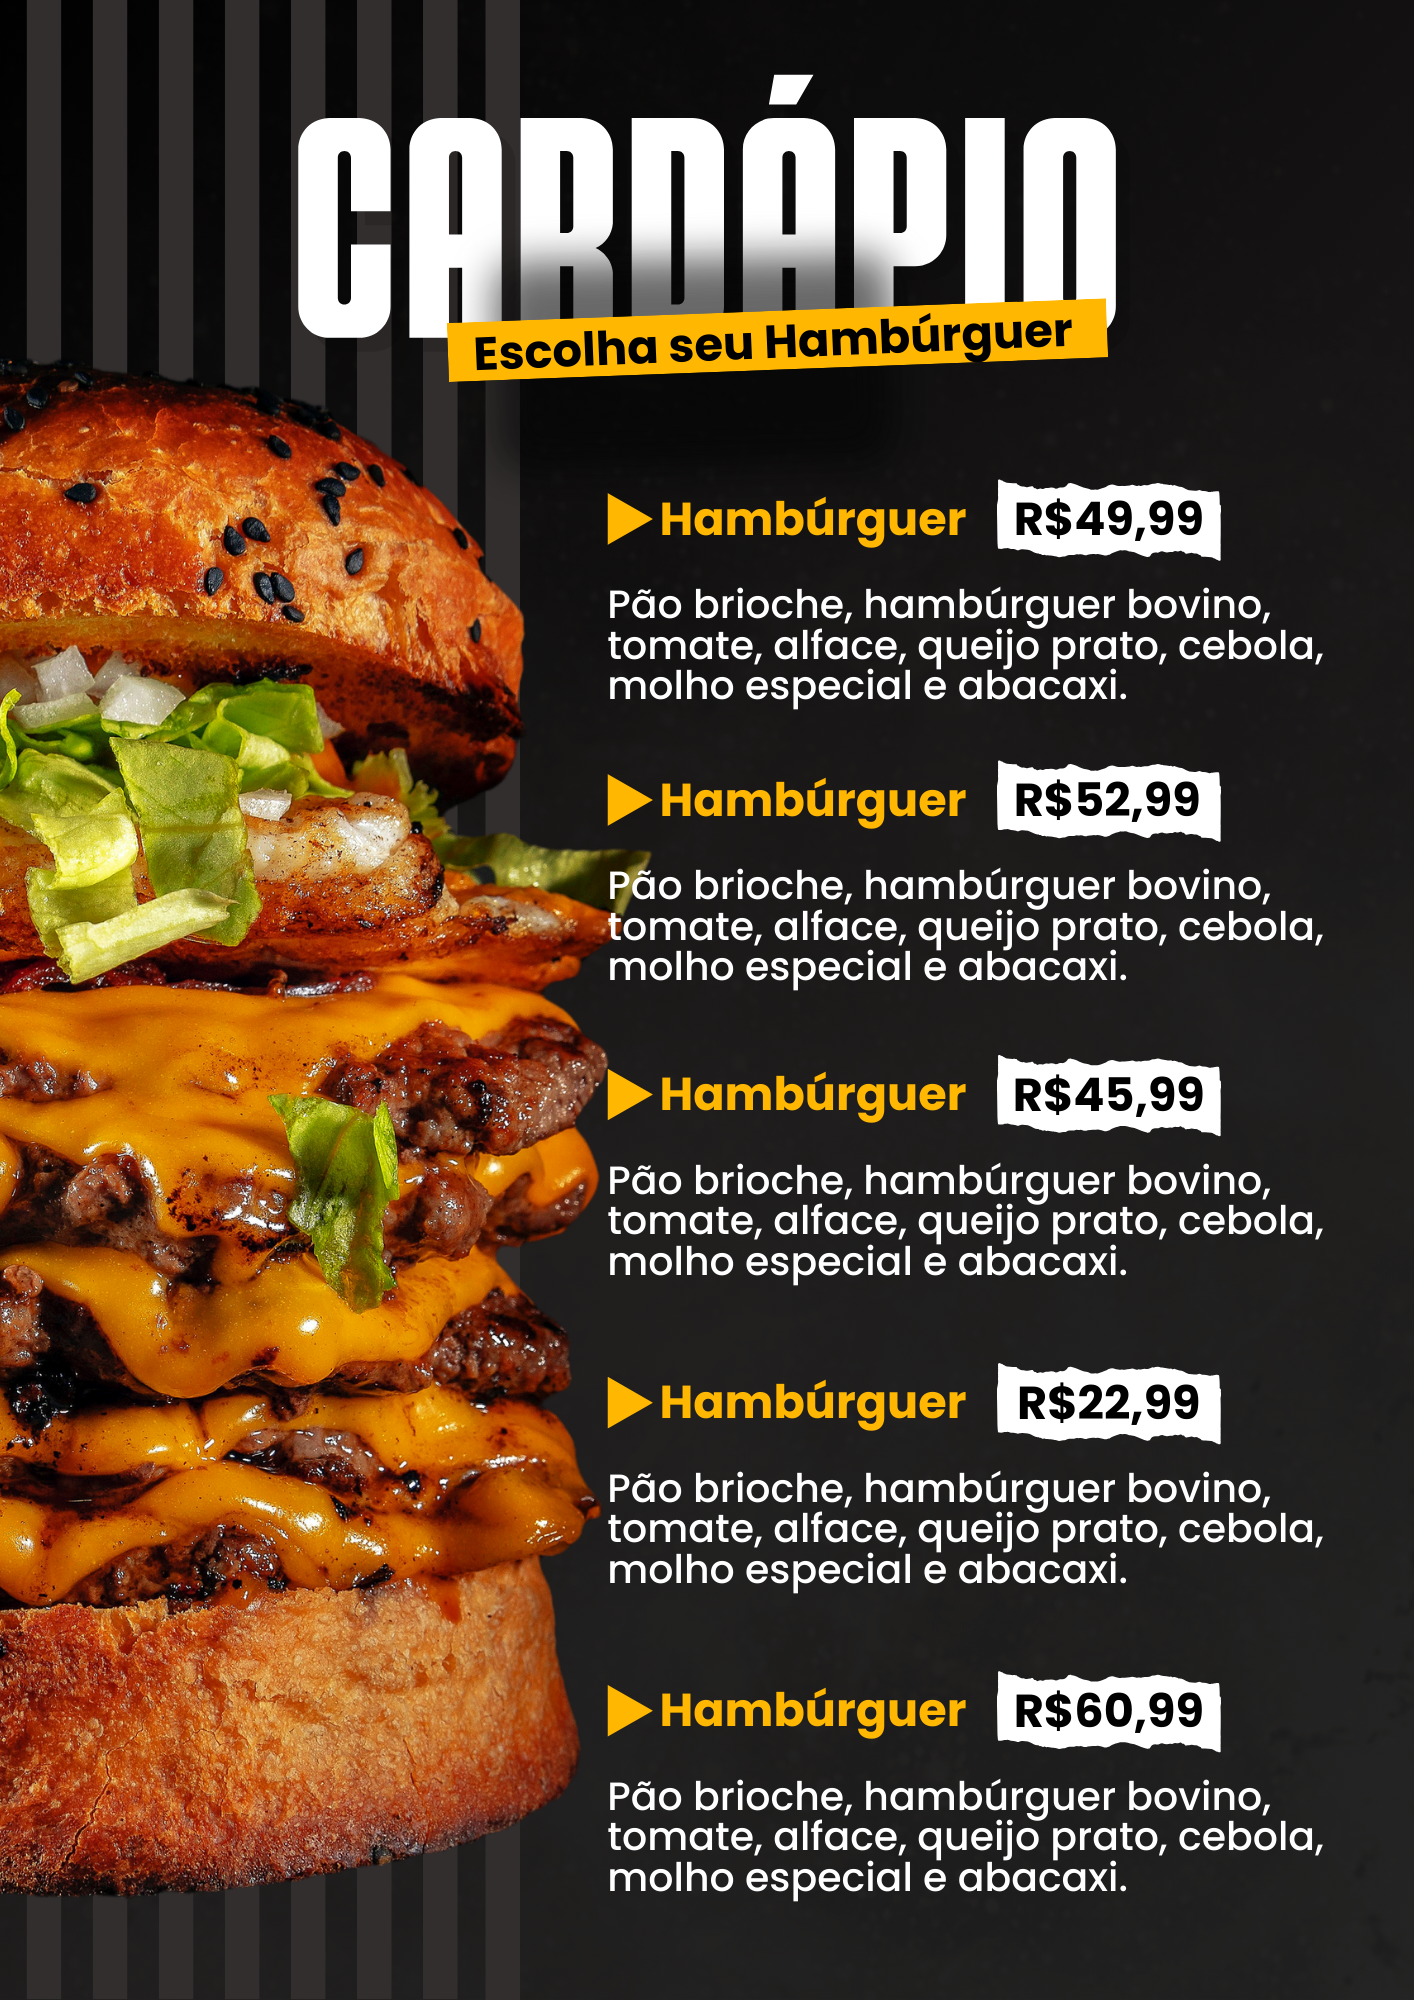 CARDÁPIO
Escolha seu Hambúrguer
Hambúrguer R$49,99
Pão brioche, hambúrguer bovino,
tomate, alface, queijo prato, cebola,
molho especial e abacaxi.
Hambúrguer R$52,99
Pão brioche, hambúrguer bovino,
tomate, alface, queijo prato, cebola,
molho especial e abacaxi.
Hambúrguer R$45,99
Pão brioche, hambúrguer bovino,
tomate, alface, queijo prato, cebola,
molho especial e abacaxi.
Hambúrguer R$22,99
Pão brioche, hambúrguer bovino,
tomate, alface, queijo prato, cebola,
molho especial e abacaxi.
Hambúrguer R$60,99
Pão brioche, hambúrguer bovino,
tomate, alface, queijo prato, cebola,
molho especial e abacaxi.